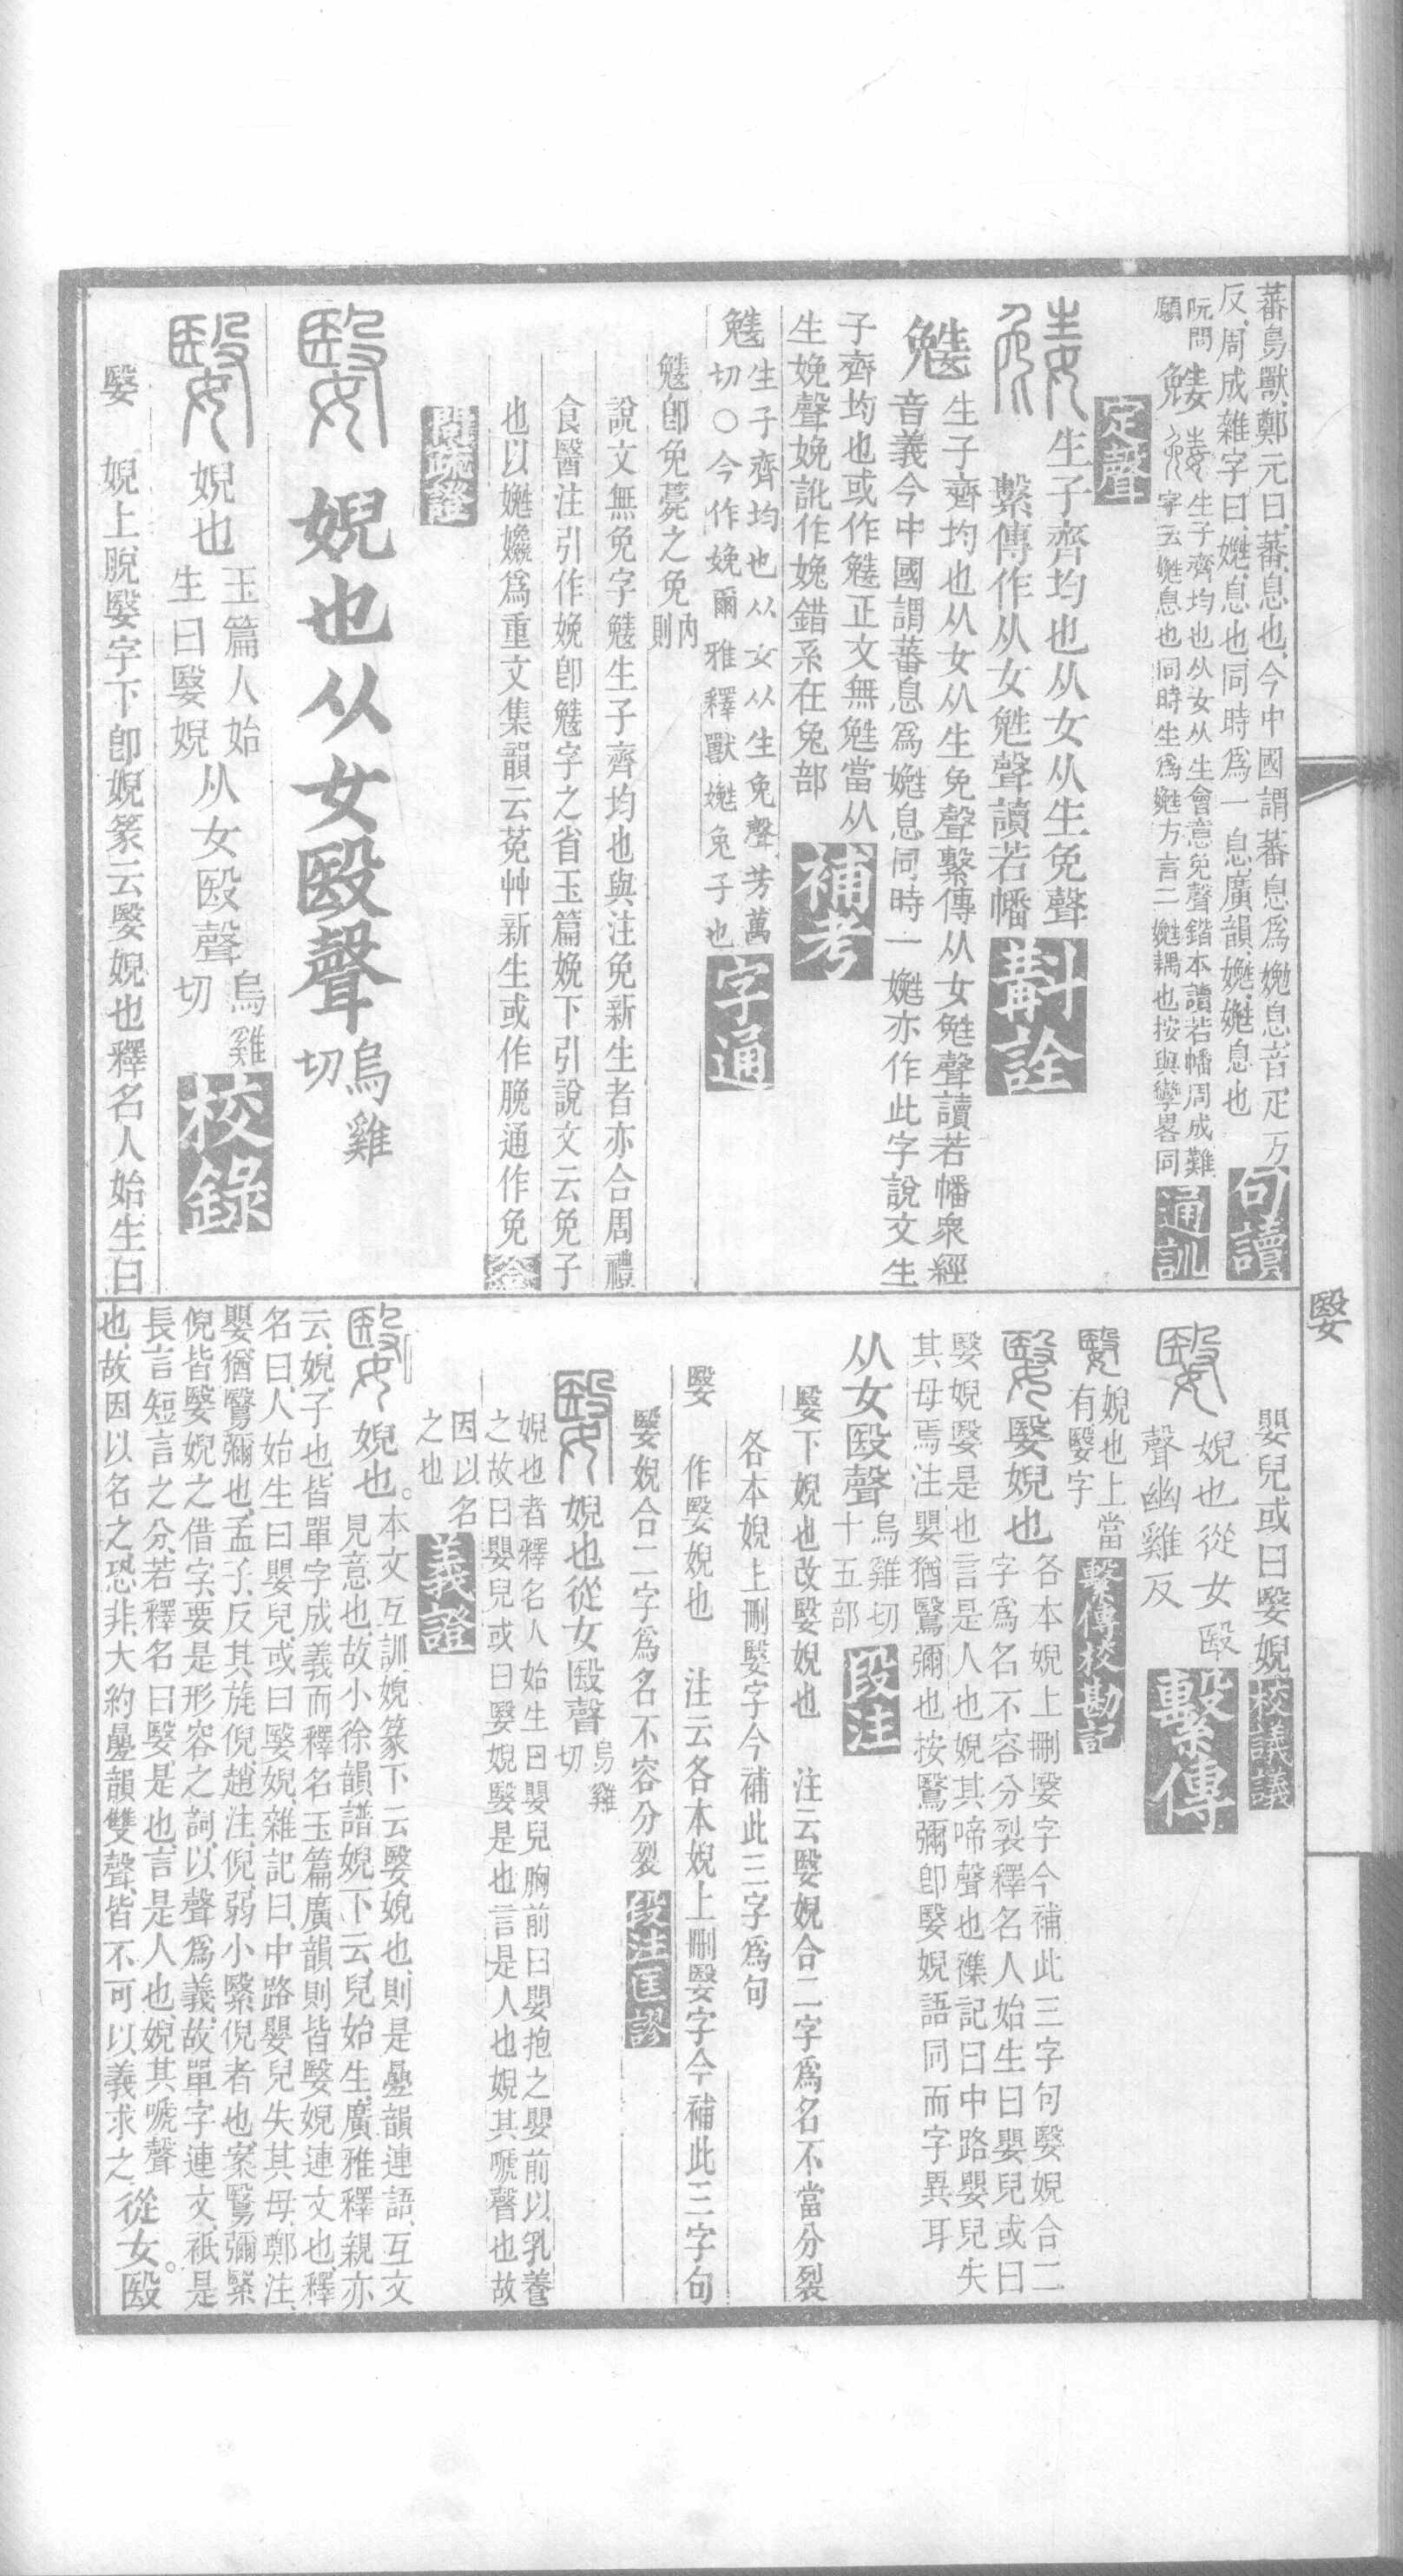 蕃鳥獸鄭元曰蕃息也今中國謂蕃息爲嬎息音疋万
反周成雜字曰嬎息也同時爲一息廣韻嬎嬎息也
句讀
阮問
願
生子齊均也从女从生會意免聲鍇本讀若幡周成難
字云嬎息也同時生爲嬎方言二嬎耦也按與孿畧同
通訓
定聲
生子齊均也从女从生免聲
繫傳作从女㝃聲讀若幡
斠詮
生子齊均也从女从生免聲繫傳从女㝃聲讀若幡衆經
音義今中國謂蕃息爲嬎息同時一嬎亦作此字說文生
子齊均也或作嬔正文無㝃當从
生娩聲娩訛作娩錯系在兔部
補考
生子齊均也从女从生免聲芳萬
切○今作娩爾雅釋獸嬎兔子也
字通
嬔卽免薧之免內
則
說文無免字嬔生子齊均也與注免新生者亦合周禮
食醫注引作娩卽嬔字之省玉篇娩下引說文云免子
也以嬎嬔爲重文集韻云菟艸新生或作脕通作免
婗也从女殹聲烏雞
切
婗也玉篇人始
生曰嫛婗从女殹聲烏雞
切
校錄
嫛 婗上脫嫛字下卽婗篆云嫛婗也釋名人始生曰
嫛
嬰兒或曰嫛婗
校議議
婗也從女殹
聲幽雞反
繫傳
婗也上當
有嫛字
繫傳校勘記
嫛婗也各本婗上刪嫛字今補此三字句嫛婗合二
字爲名不容分裂釋名人始生曰嬰兒或曰
嫛婗嫛是也言是人也婗其啼聲也襍記曰中路嬰兒失
其母焉注嬰猶鷖彌也按鷖彌卽嫛婗語同而字異耳
从女殹聲烏雞切
十五部
段注
嫛下婗也改嫛婗也 注云嫛婗合二字爲名不當分裂
各本婗上刪嫛字今補此三字爲句
嫛 作嫛婗也 注云各本婗上刪嫛字今補此三字句
嫛婗合二字爲名不容分裂
段注匡謬
婗也從女殹聲烏雞
切
婗也者釋名人始生曰嬰兒胸前曰嬰抱之嬰前以乳養
之故曰嬰兒或曰嫛婗嫛是也言是人也婗其嗁聲也故
因以名
之也
義證
婗也。本文互訓婗篆下云嫛婗也則是曡韻連語互文
見意也故小徐韻譜婗下云兒始生廣雅釋親亦
云婗子也皆單字成義而釋名玉篇廣韻則皆嫛婗連文也釋
名曰人始生曰嬰兒或曰嫛婗雜記曰中路嬰兒失其母鄭注
嬰猶鷖彌也孟子反其旄倪趙注倪弱小繄倪者也案鷖彌繄
倪皆嫛婗之借字要是形容之詞以聲爲義故單字連文祇是
長言短言之分若釋名曰嫛是也言是人也婗其嗁聲
也故因以名之恐非大約曡韻雙聲皆不可以義求之從女殹。